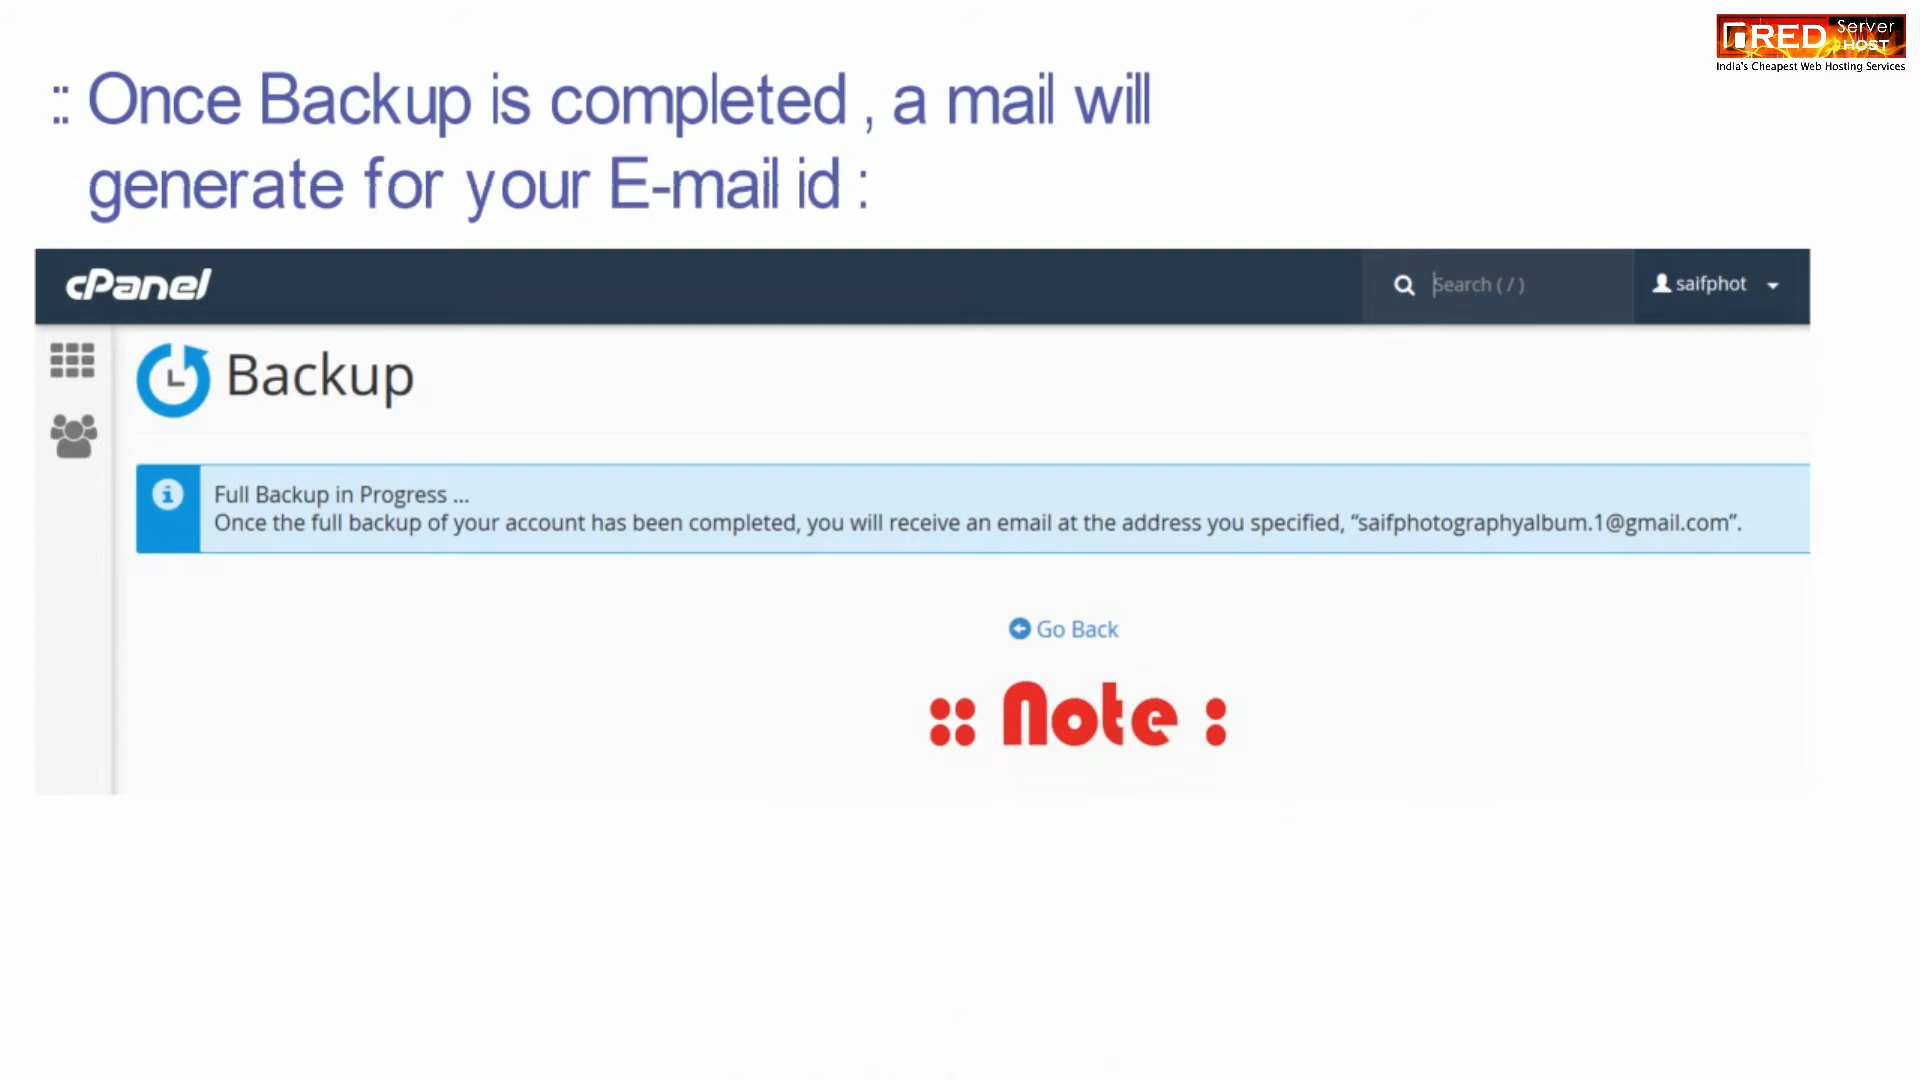 RED Server
HOST
India's Cheapest Web Hosting Services
:: Once Backup is completed , a mail will
generate for your E-mail id :
cPanel
Search ( / )
saifphot
Backup
Full Backup in Progress ...
Once the full backup of your account has been completed, you will receive an email at the address you specified, “saifphotographyalbum.1@gmail.com”.
Go Back
:: Note :